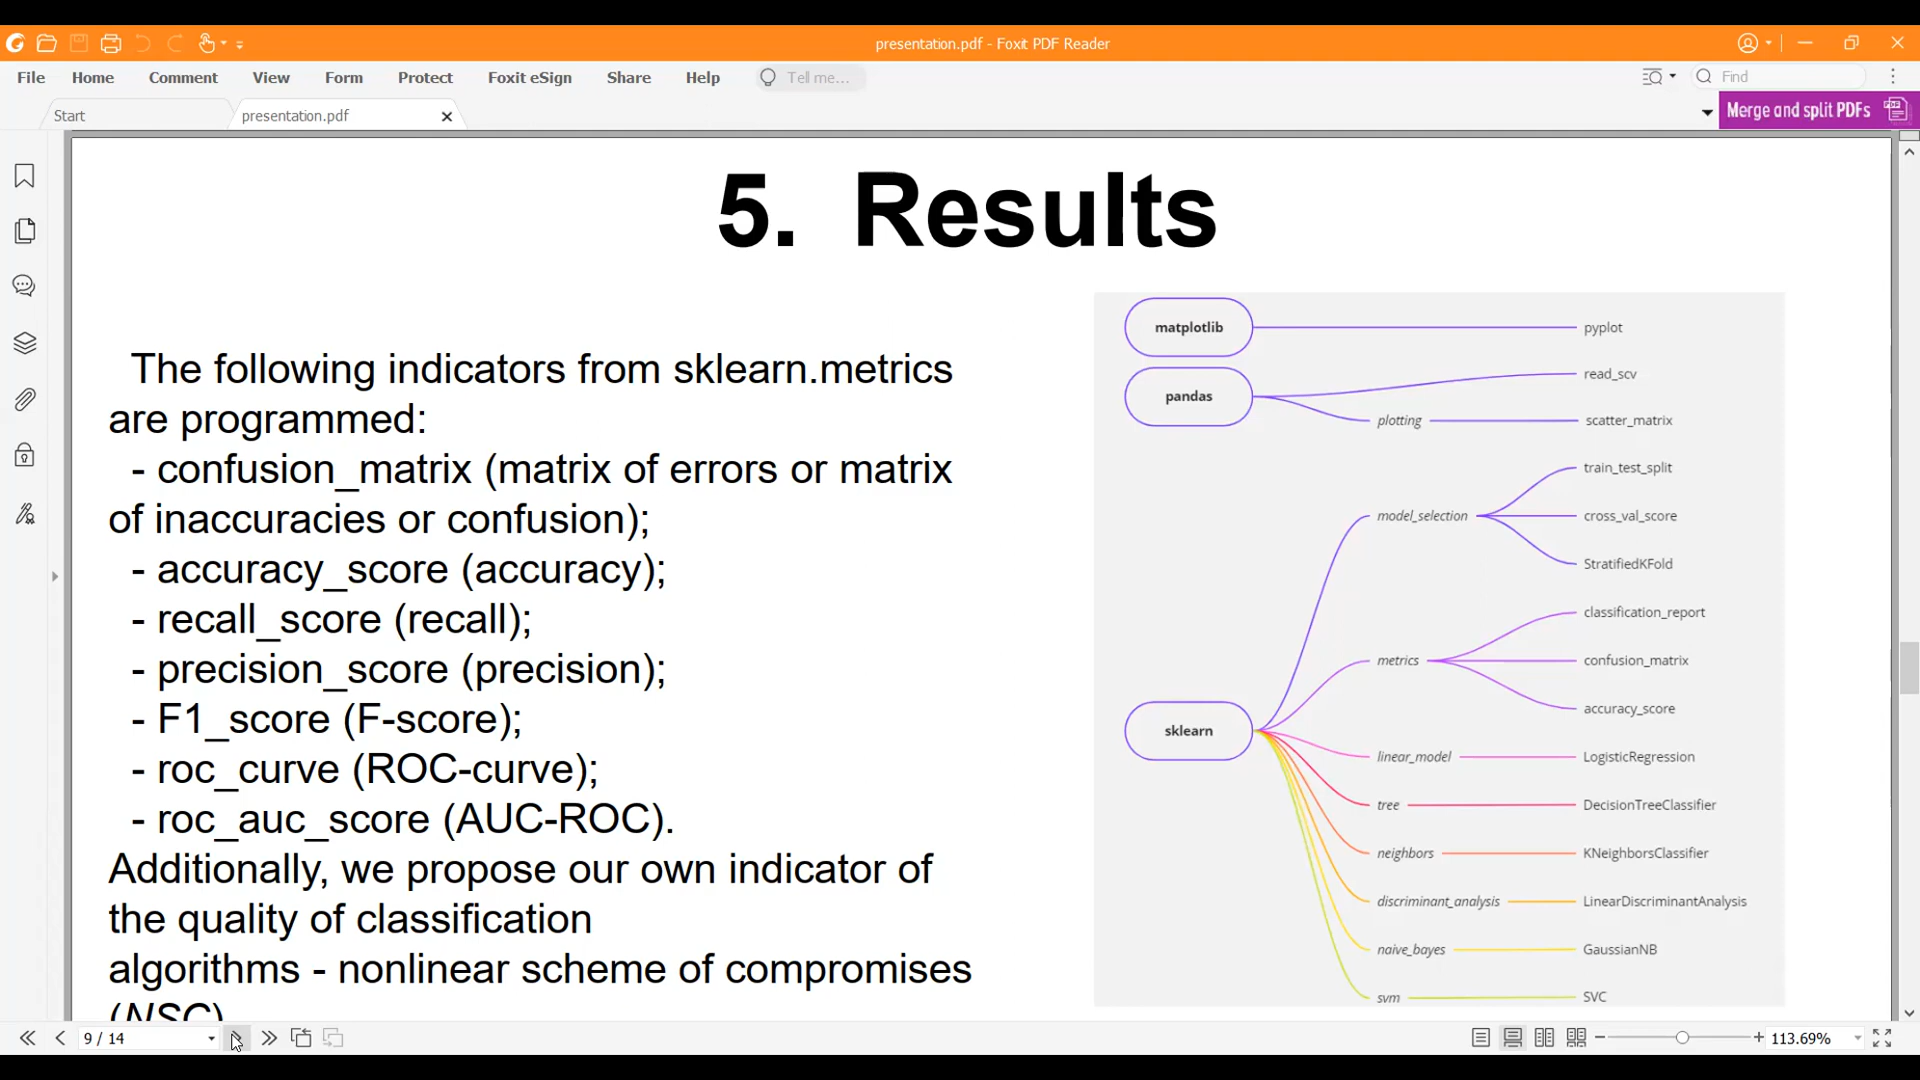 presentation.pdf - Foxit PDF Reader
File Home Comment View Form Protect Foxit eSign Share Help Tell me... Find
Start presentation.pdf Merge and split PDFs
5. Results
The following indicators from sklearn.metrics
are programmed:
- confusion_matrix (matrix of errors or matrix
of inaccuracies or confusion);
- accuracy_score (accuracy);
- recall_score (recall);
- precision_score (precision);
- F1_score (F-score);
- roc_curve (ROC-curve);
- roc_auc_score (AUC-ROC).
Additionally, we propose our own indicator of
the quality of classification
algorithms - nonlinear scheme of compromises
(NSC)
matplotlib pyplot
read_scv
pandas
plotting scatter_matrix
train_test_split
model_selection cross_val_score
StratifiedKFold
classification_report
metrics confusion_matrix
accuracy_score
sklearn
linear_model LogisticRegression
tree DecisionTreeClassifier
neighbors KNeighborsClassifier
discriminant_analysis LinearDiscriminantAnalysis
naive_bayes GaussianNB
svm SVC
9 / 14 113.69%